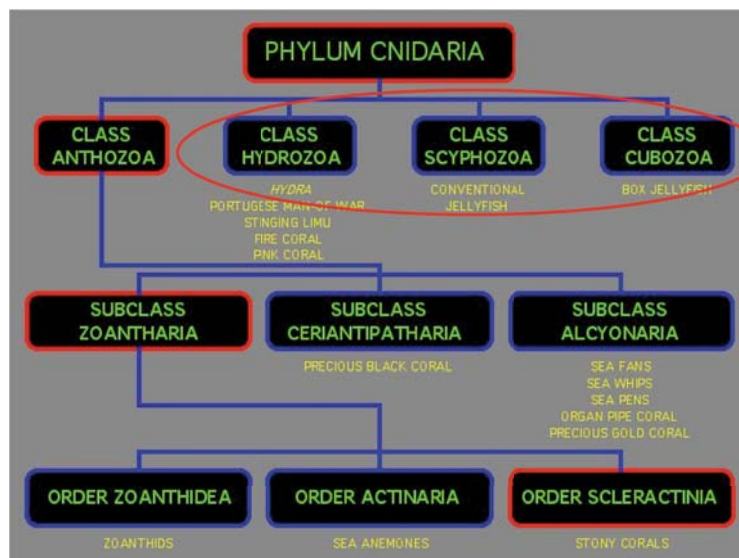 PHYLUM CNIDARIA
CLASS
ANTHOZOA
CLASS
HYDROZOA
CLASS
SCYPHOZOA
CLASS
CUBOZOA
HYDRA
PORTUGESE MAN-OF WAR
STINGING LIMU
FIRE CORAL
PINK CORAL
CONVENTIONAL
JELLYFISH
BOX JELLYFISH
SUBCLASS
ZOANTHARIA
SUBCLASS
CERIANTIPATHARIA
SUBCLASS
ALCYONARIA
PRECIOUS BLACK CORAL
SEA FANS
SEA WHIPS
SEA PENS
ORGAN PIPE CORAL
PRECIOUS GOLD CORAL
ORDER ZOANTHIDEA
ORDER ACTINARIA
ORDER SCLERACTINIA
ZOANTHIDS
SEA ANEMONES
STONY CORALS